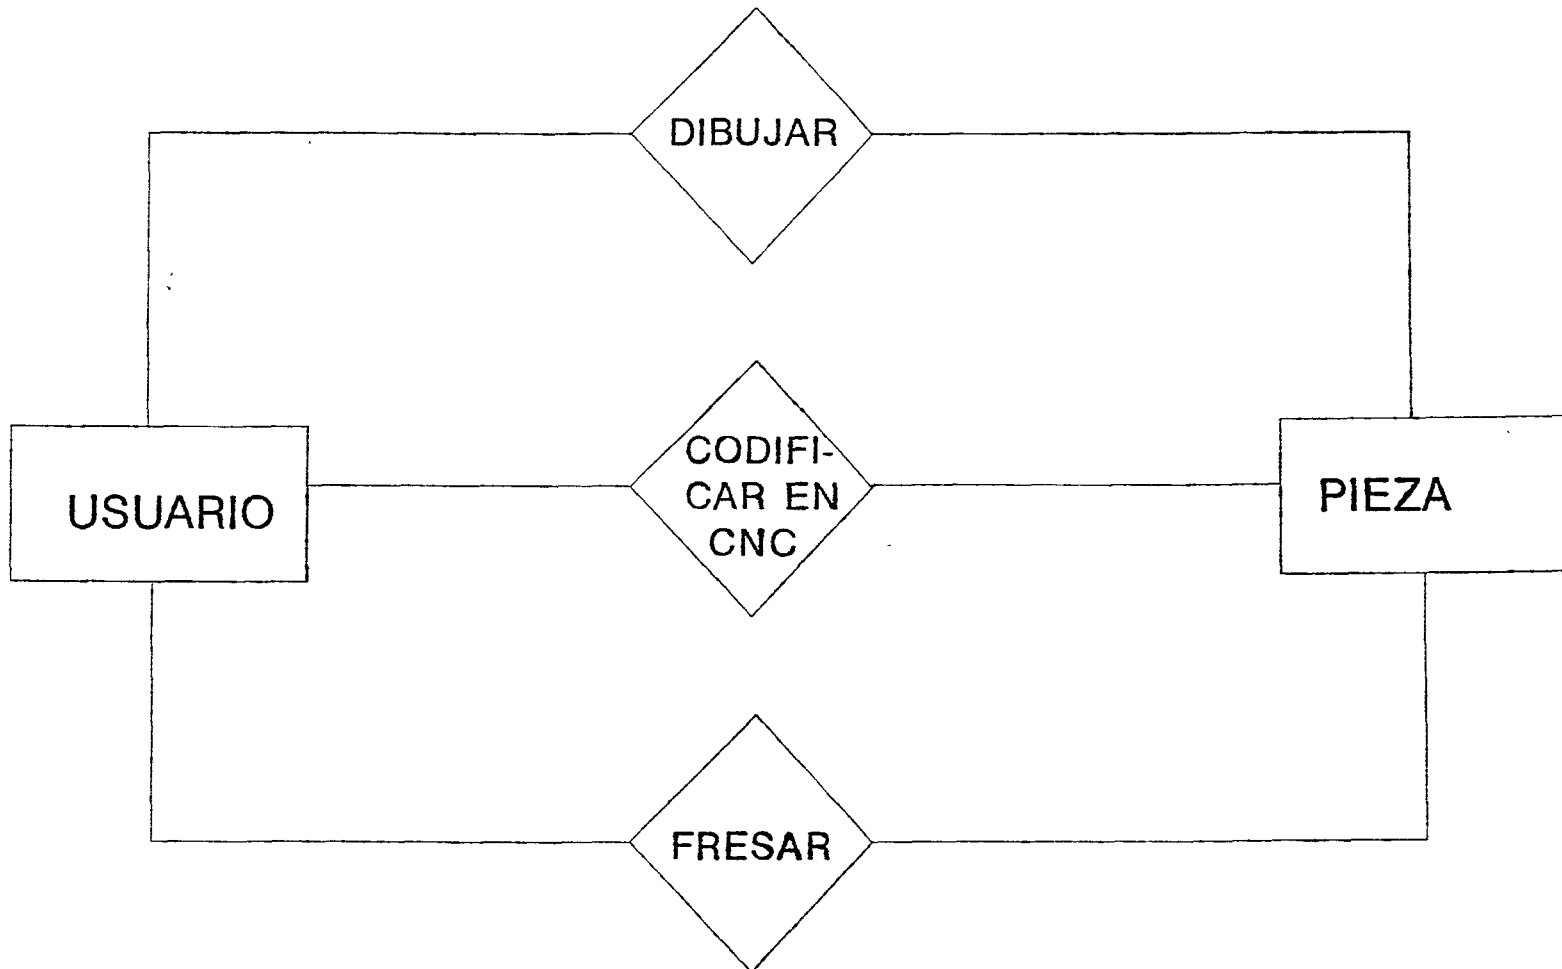 DIBUJAR
USUARIO
CODIFI-
CAR EN
CNC
PIEZA
FRESAR